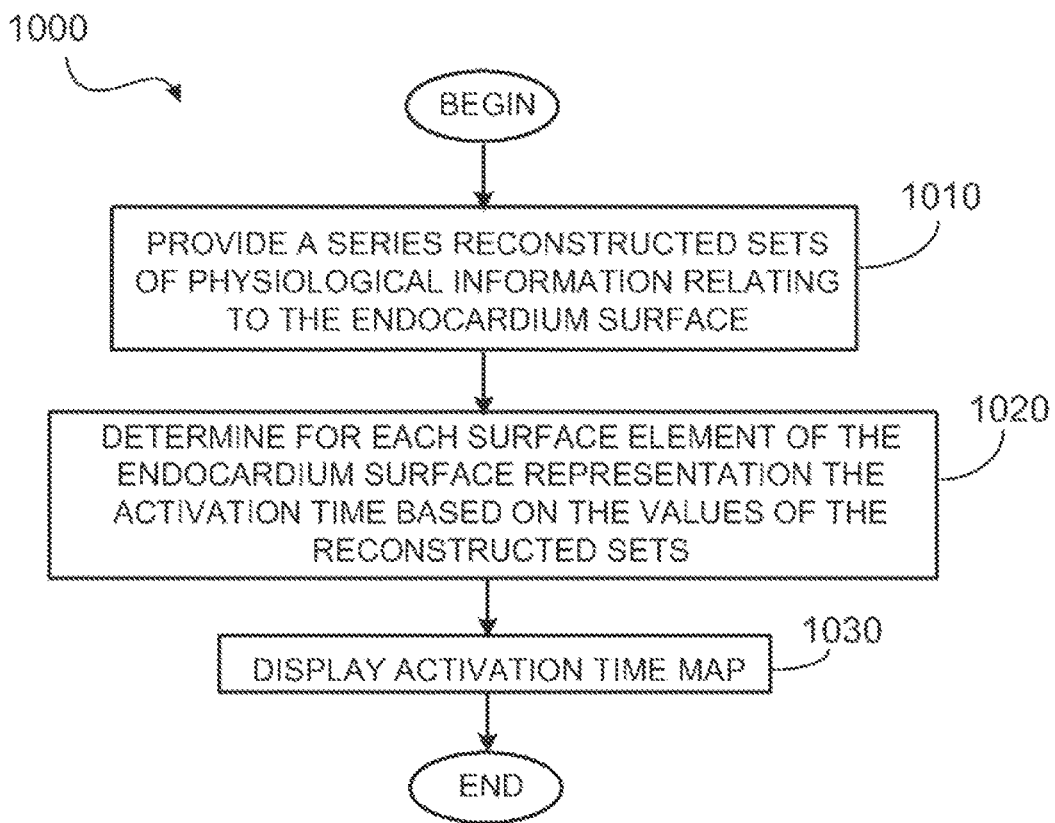 1000
BEGIN
1010
PROVIDE A SERIES RECONSTRUCTED SETS
OF PHYSIOLOGICAL INFORMATION RELATING
TO THE ENDOCARDIUM SURFACE
1020
DETERMINE FOR EACH SURFACE ELEMENT OF THE
ENDOCARDIUM SURFACE REPRESENTATION THE
ACTIVATION TIME BASED ON THE VALUES OF THE
RECONSTRUCTED SETS
1030
DISPLAY ACTIVATION TIME MAP
END